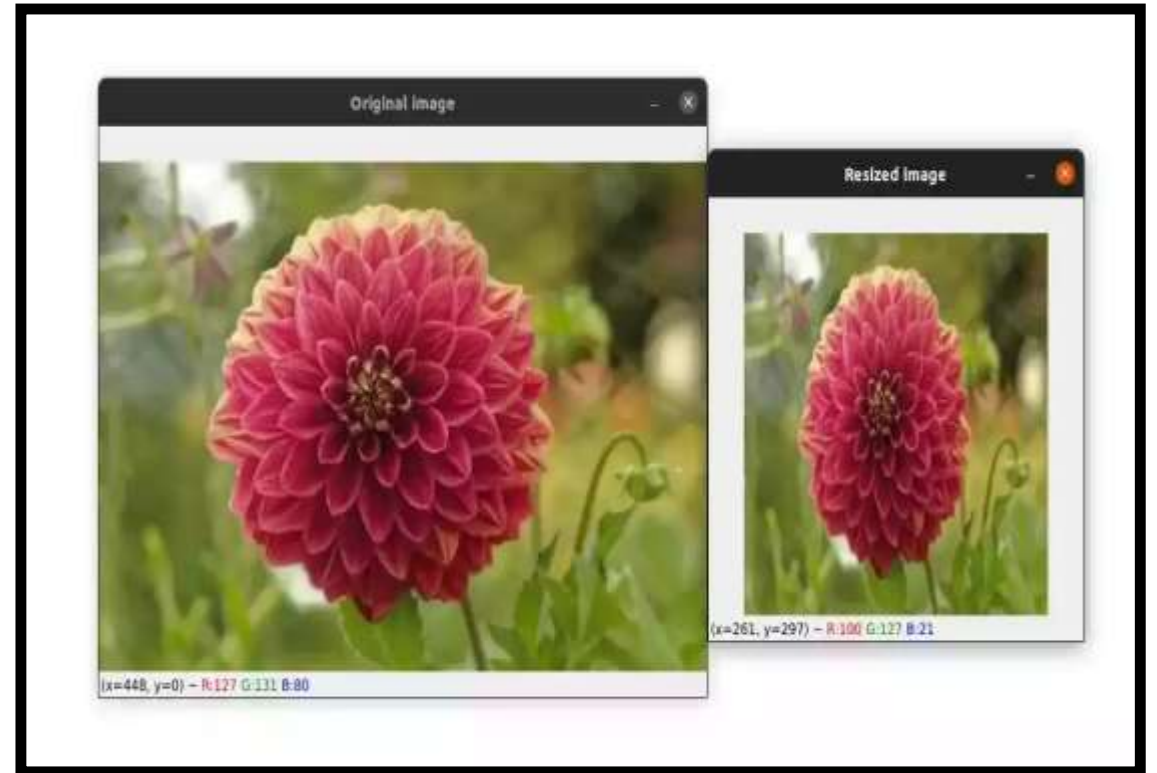 Original image
Resized image
(x=261, y=297) ~ R:100 G:127 B:21
(x=448, y=0) ~ R:127 G:131 B:80